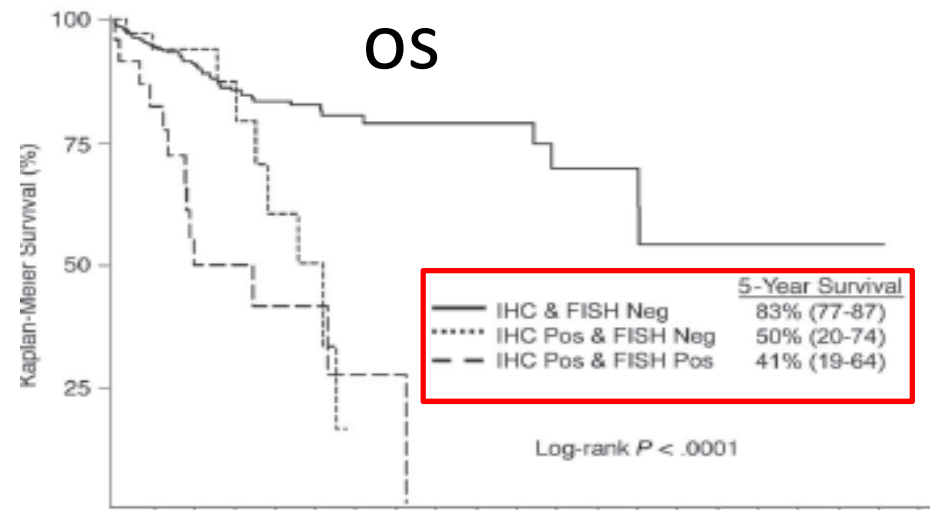 OS
100
75
50
25
Kaplan-Meier Survival (%)
5-Year Survival
IHC & FISH Neg 83% (77-87)
IHC Pos & FISH Neg 50% (20-74)
IHC Pos & FISH Pos 41% (19-64)
Log-rank P < .0001